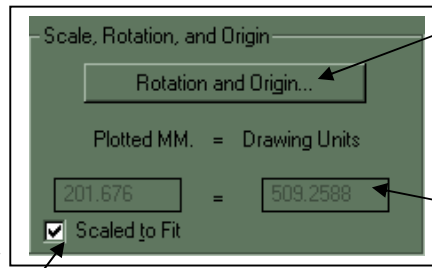 Scale, Rotation, and Origin
Rotation and Origin...
Plotted MM. = Drawing Units
201.676 = 509.2588
Scaled to Fit